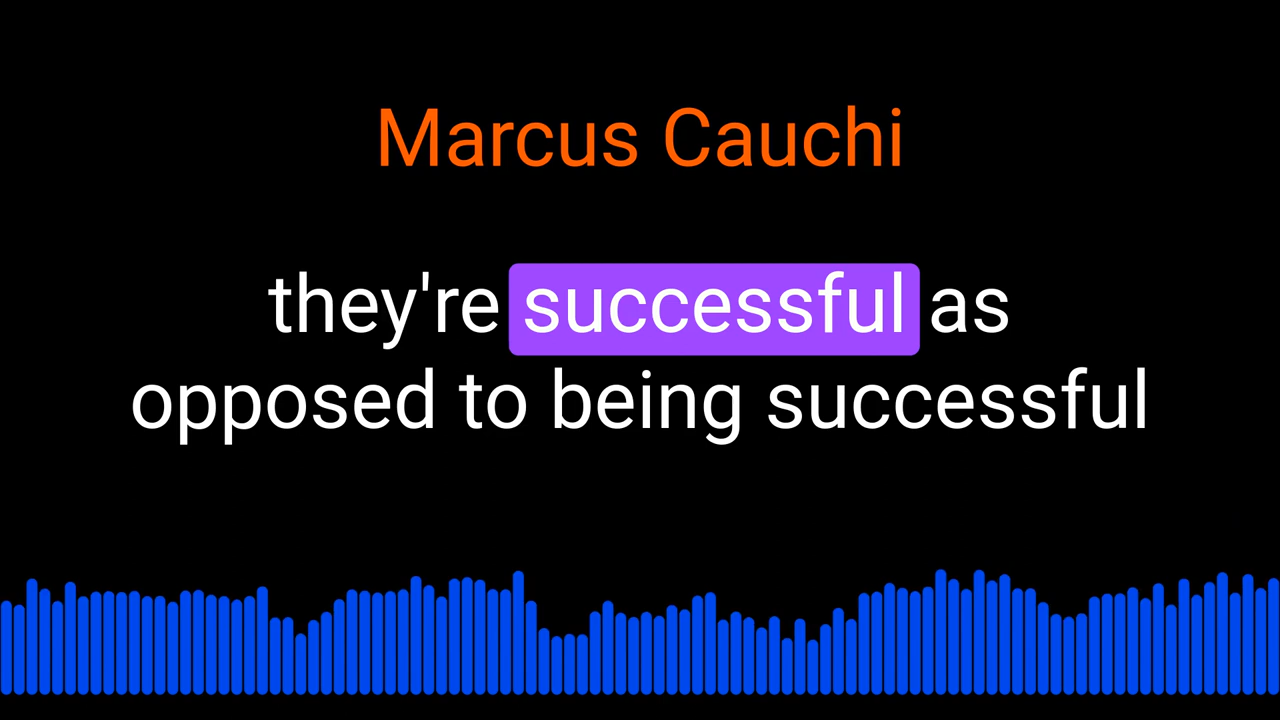 Marcus Cauchi
they're successful as
opposed to being successful